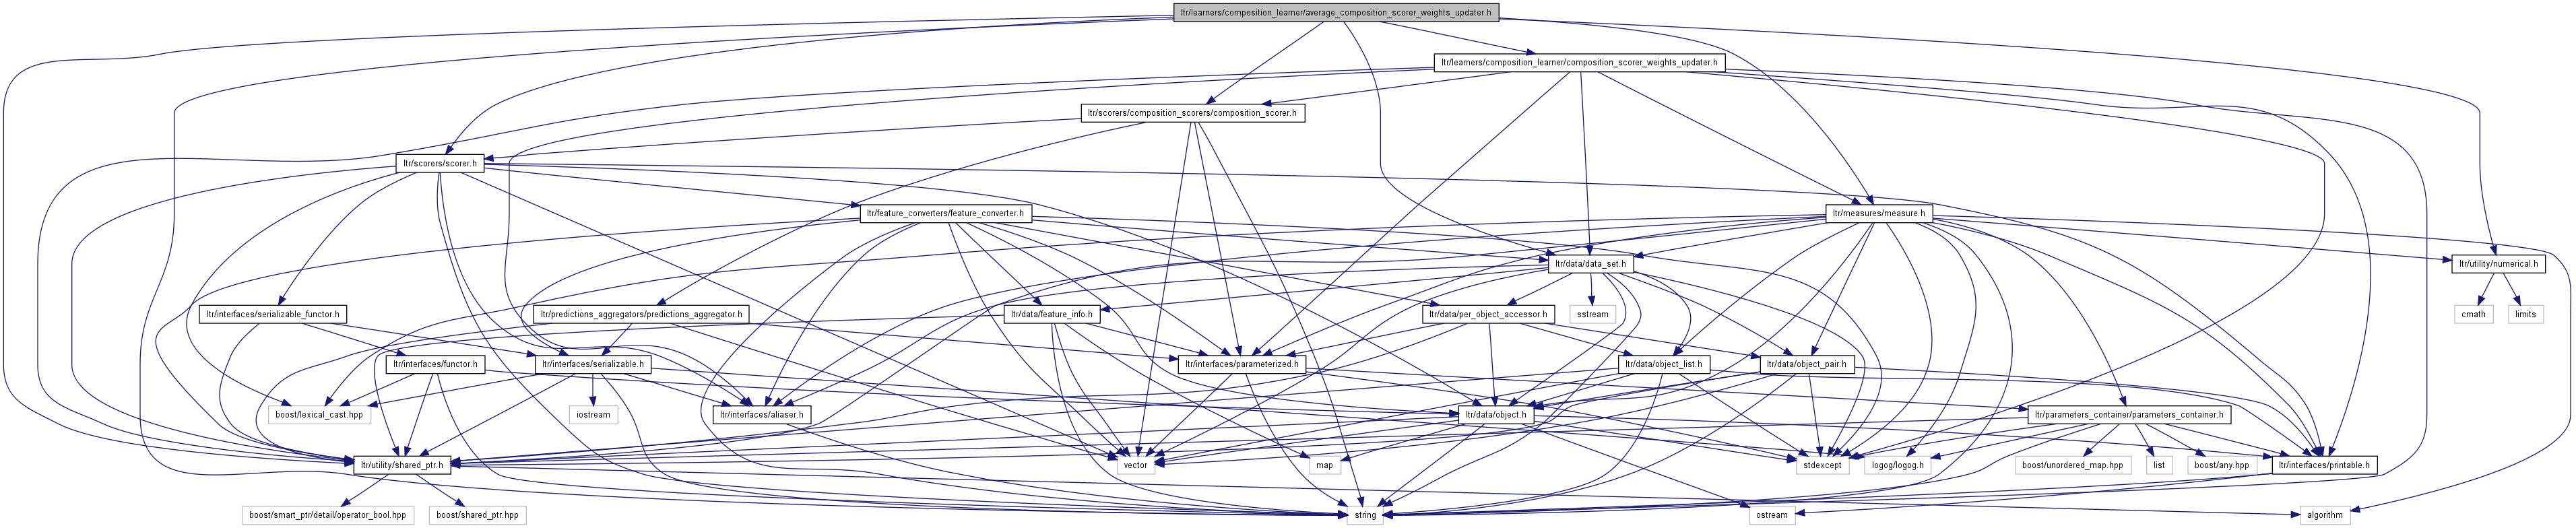 ltr/learners/composition_learner/average_composition_scorer_weights_updater.h
ltr/learners/composition_learner/composition_scorer_weights_updater.h
ltr/scorers/composition_scorers/composition_scorer.h
ltr/scorers/scorer.h
ltr/feature_converters/feature_converter.h
ltr/measures/measure.h
ltr/data/data_set.h
ltr/utility/numerical.h
ltr/interfaces/serializable_functor.h
ltr/predictions_aggregators/predictions_aggregator.h
ltr/data/feature_info.h
ltr/data/per_object_accessor.h
sstream
cmath
limits
ltr/interfaces/functor.h
ltr/interfaces/serializable.h
ltr/interfaces/parameterized.h
ltr/data/object_list.h
ltr/data/object_pair.h
boost/lexical_cast.hpp
iostream
ltr/interfaces/aliaser.h
ltr/data/object.h
ltr/parameters_container/parameters_container.h
ltr/utility/shared_ptr.h
vector
map
stdexcept
logog/logog.h
boost/unordered_map.hpp
list
boost/any.hpp
ltr/interfaces/printable.h
boost/smart_ptr/detail/operator_bool.hpp
boost/shared_ptr.hpp
string
ostream
algorithm